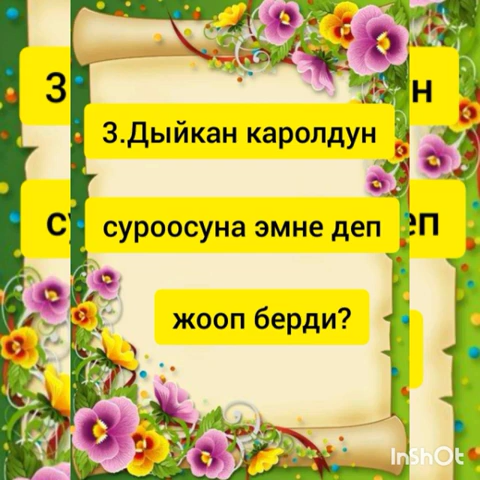 3.Дыйкан каролдун
суроосуна эмне деп
жооп берди?
InShOt